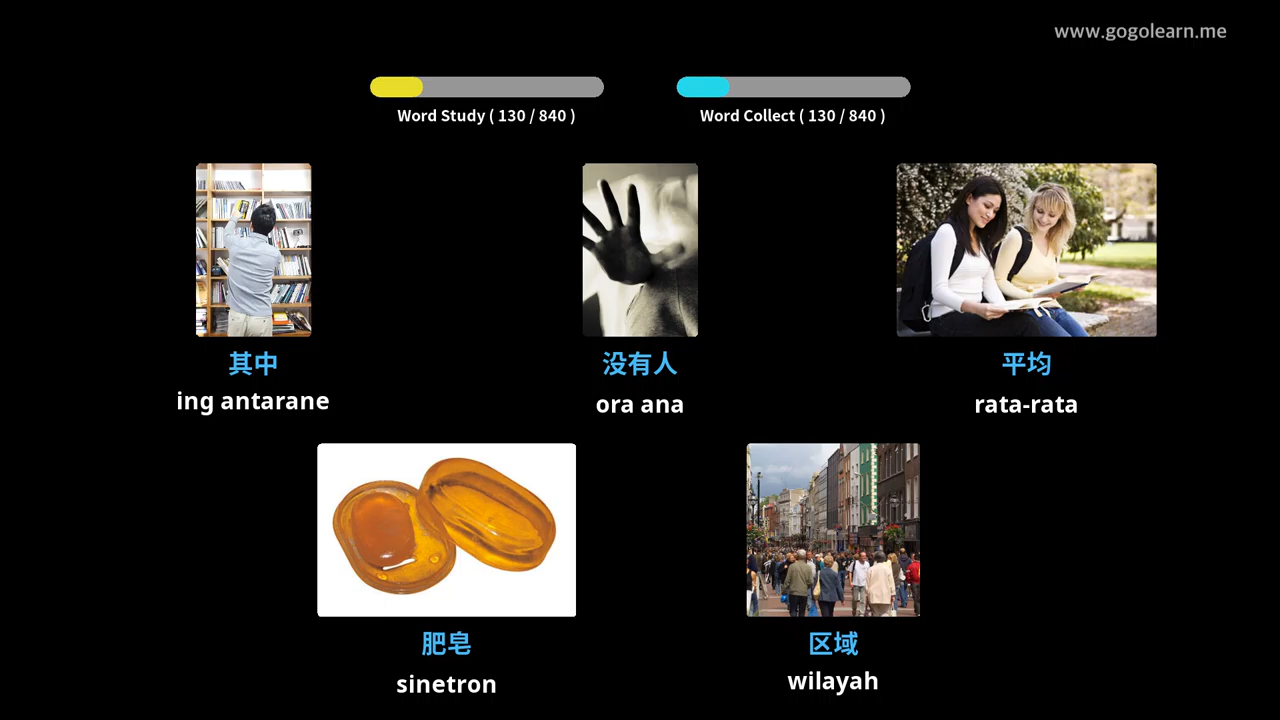 www.gogolearn.me
Word Study ( 130 / 840 )
Word Collect ( 130 / 840 )
其中
ing antarane
没有人
ora ana
平均
rata-rata
肥皂
sinetron
区域
wilayah